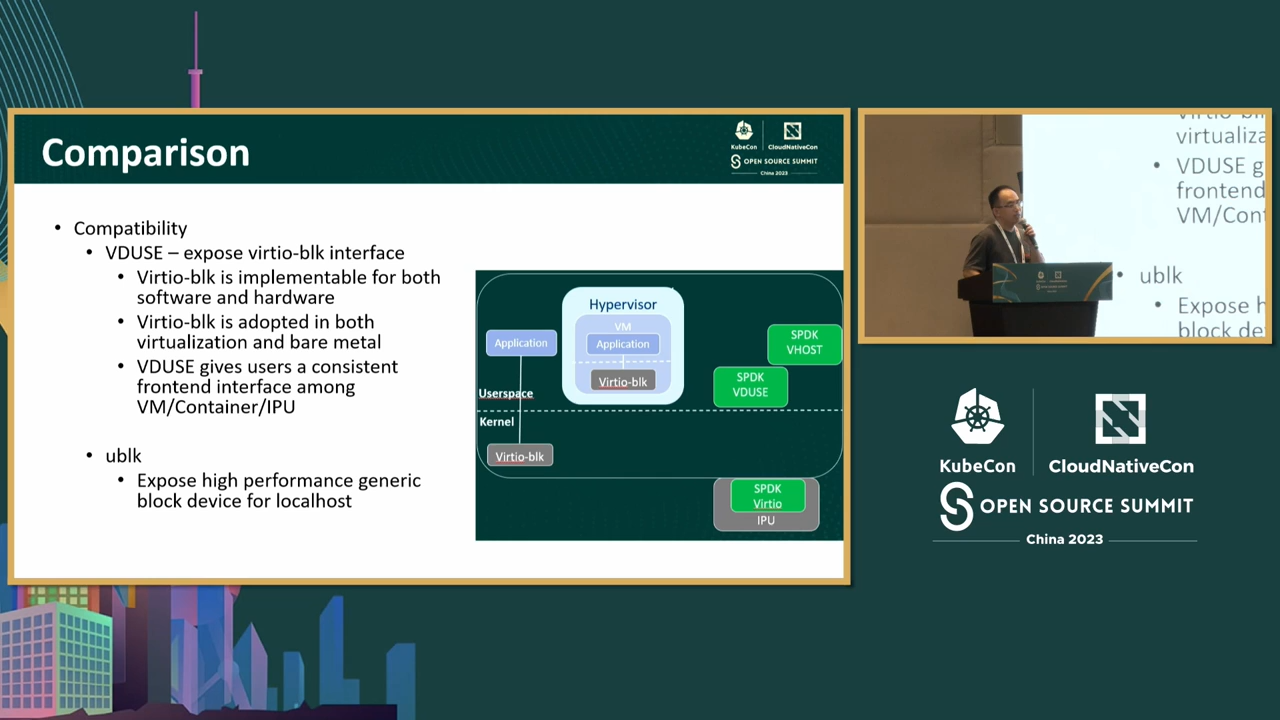 Comparison
KubeCon
CloudNativeCon
OPEN SOURCE SUMMIT
China 2023
• Compatibility
• VDUSE – expose virtio-blk interface
• Virtio-blk is implementable for both
software and hardware
• Virtio-blk is adopted in both
virtualization and bare metal
• VDUSE gives users a consistent
frontend interface among
VM/Container/IPU
• ublk
• Expose high performance generic
block device for localhost
Hypervisor
VM
Application
Application
Virtio-blk
Userspace
Kernel
Virtio-blk
SPDK
VHOST
SPDK
VDUSE
SPDK
Virtio
IPU
virtualiza
• VDUSE g
frontend
VM/Cont
• ublk
• Expose h
block de
KubeCon
CloudNativeCon
OPEN SOURCE SUMMIT
China 2023